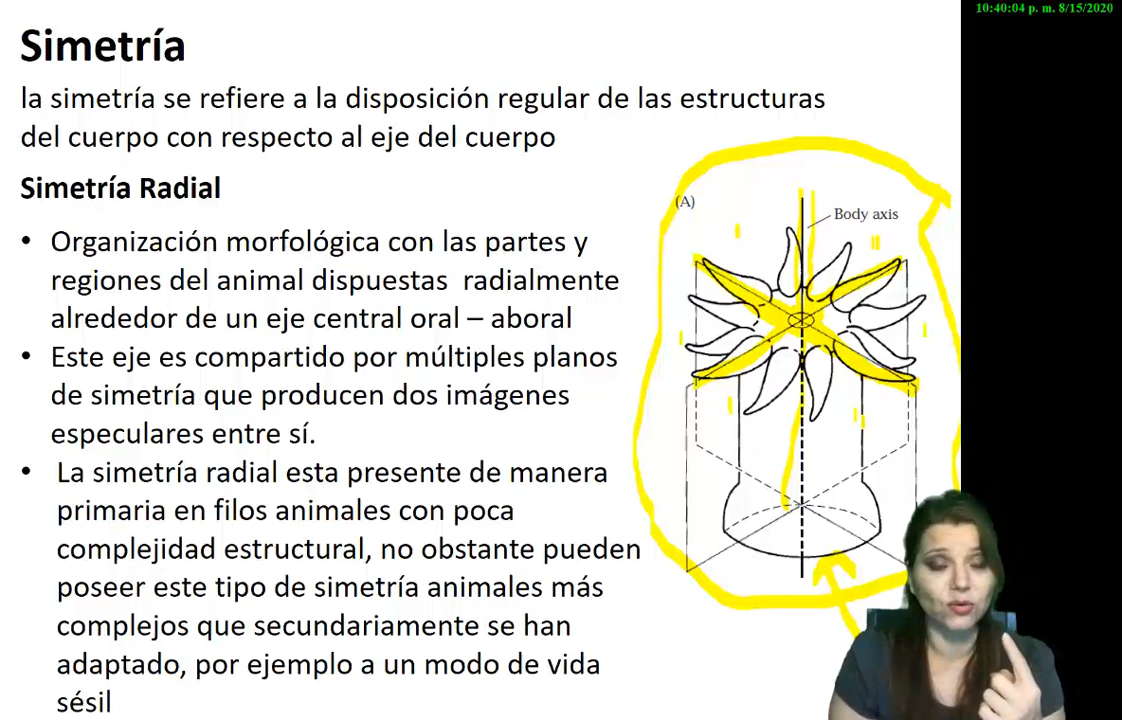 10:40:04 p. m. 8/15/2020
Simetría
la simetría se refiere a la disposición regular de las estructuras
del cuerpo con respecto al eje del cuerpo
Simetría Radial
• Organización morfológica con las partes y
regiones del animal dispuestas radialmente
alrededor de un eje central oral – aboral
• Este eje es compartido por múltiples planos
de simetría que producen dos imágenes
especulares entre sí.
• La simetría radial esta presente de manera
primaria en filos animales con poca
complejidad estructural, no obstante pueden
poseer este tipo de simetría animales más
complejos que secundariamente se han
adaptado, por ejemplo a un modo de vida
sésil
(A)
Body axis